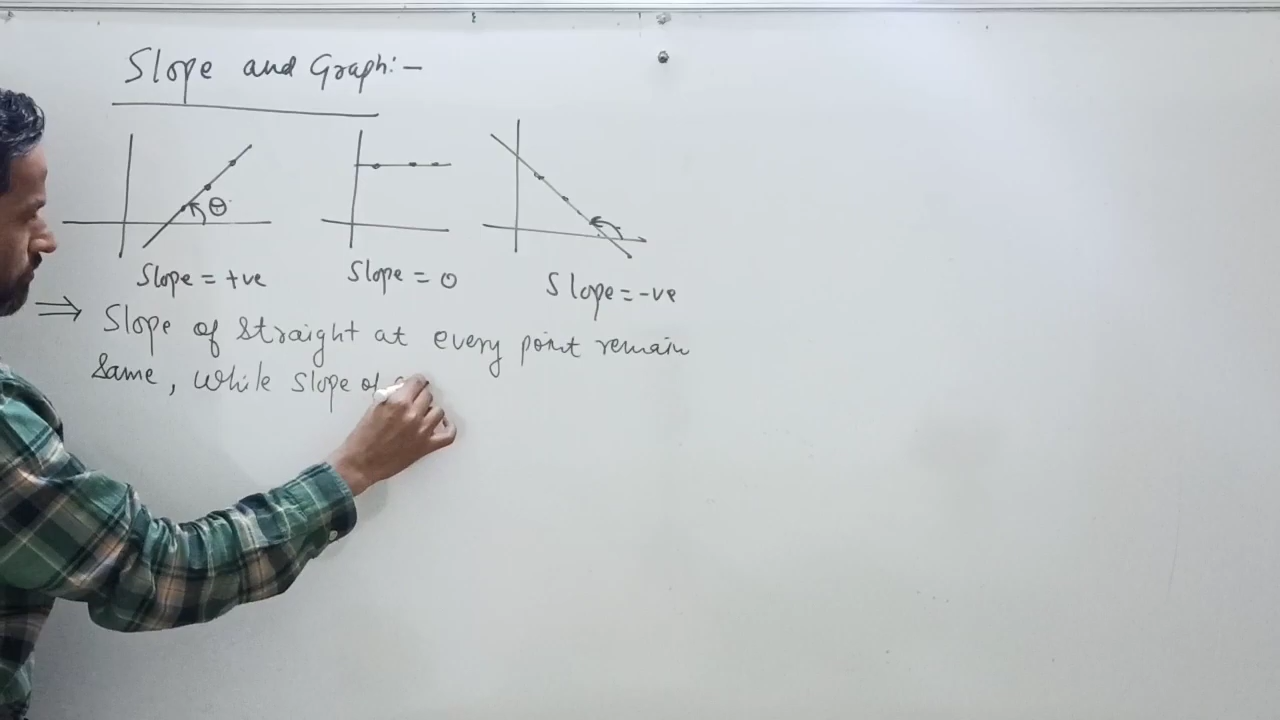 Slope and Graph:-
θ
Slope = +ve
Slope = 0
Slope = -ve
⇒ Slope of straight at every point remain
same, while slope of